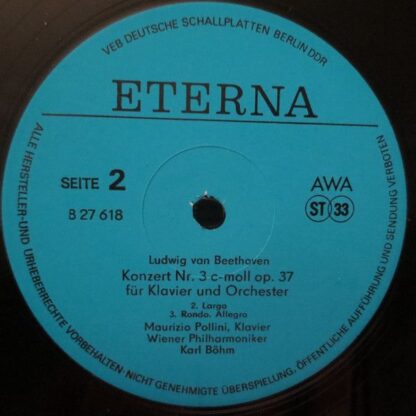 VEB DEUTSCHE SCHALLPLATTEN BERLIN DDR
ETERNA
SEITE 2
8 27 618
AWA
ST 33
Ludwig van Beethoven
Konzert Nr. 3 c-moll op. 37
für Klavier und Orchester
2. Largo
3. Rondo. Allegro
Maurizio Pollini, Klavier
Wiener Philharmoniker
Karl Böhm
ALLE HERSTELLER- UND URHEBERRECHTE VORBEHALTEN · NICHT GENEHMIGTE ÜBERSPIELUNG, ÖFFENTLICHE AUFFÜHRUNG UND SENDUNG VERBOTEN